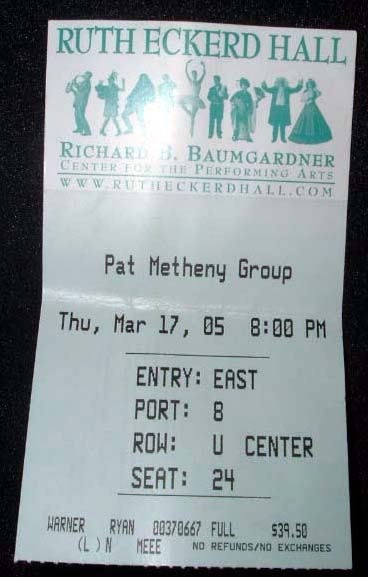 RUTH ECKERD HALL
RICHARD B. BAUMGARDNER
CENTER FOR THE PERFORMING ARTS
WWW.RUTHECKERDHALL.COM
Pat Metheny Group
Thu, Mar 17, 05 8:00 PM
ENTRY: EAST
PORT: 8
ROW: U CENTER
SEAT: 24
WARNER RYAN 00370667 FULL $39.50
(L)N MEEE NO REFUNDS/NO EXCHANGES